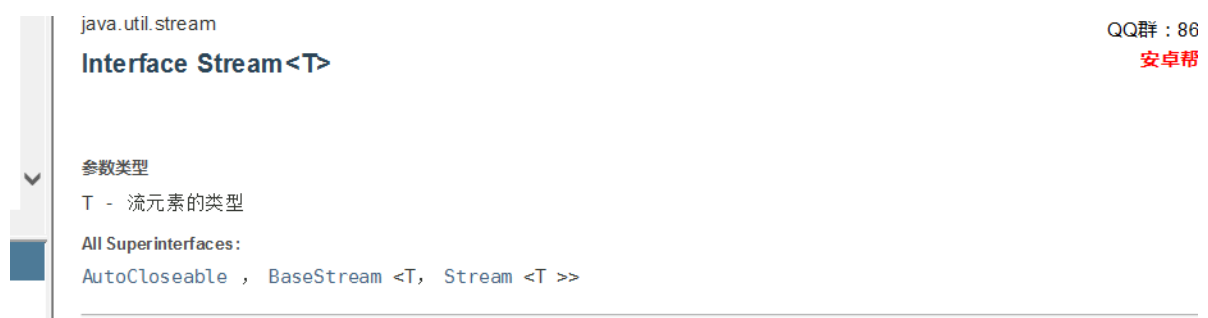 java.util.stream
QQ群：86
Interface Stream<T>
安卓帮
参数类型
T - 流元素的类型
All Superinterfaces:
AutoCloseable ， BaseStream <T， Stream <T >>